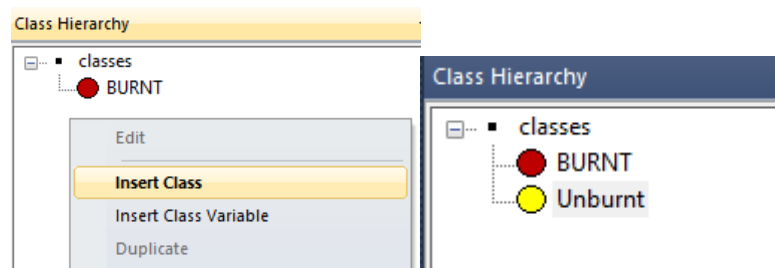 Class Hierarchy
classes
BURNT
Edit
Insert Class
Insert Class Variable
Duplicate
Class Hierarchy
classes
BURNT
Unburnt